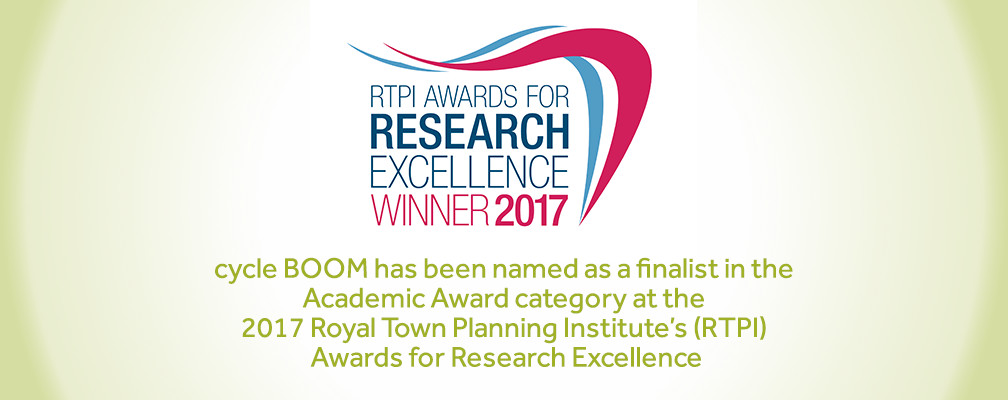 RTPI AWARDS FOR
RESEARCH
EXCELLENCE
WINNER 2017
cycle BOOM has been named as a finalist in the
Academic Award category at the
2017 Royal Town Planning Institute’s (RTPI)
Awards for Research Excellence